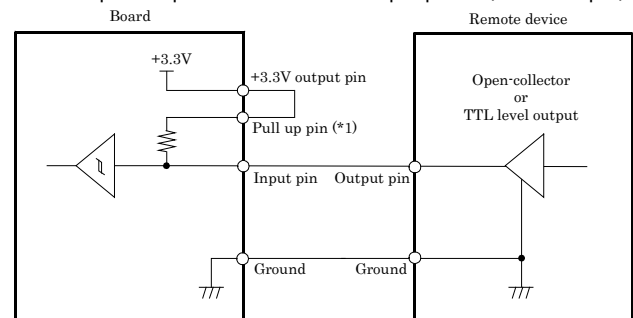 Board
Remote device
+3.3V
+3.3V output pin
Pull up pin (*1)
Open-collector
or
TTL level output
Input pin
Output pin
Ground
Ground